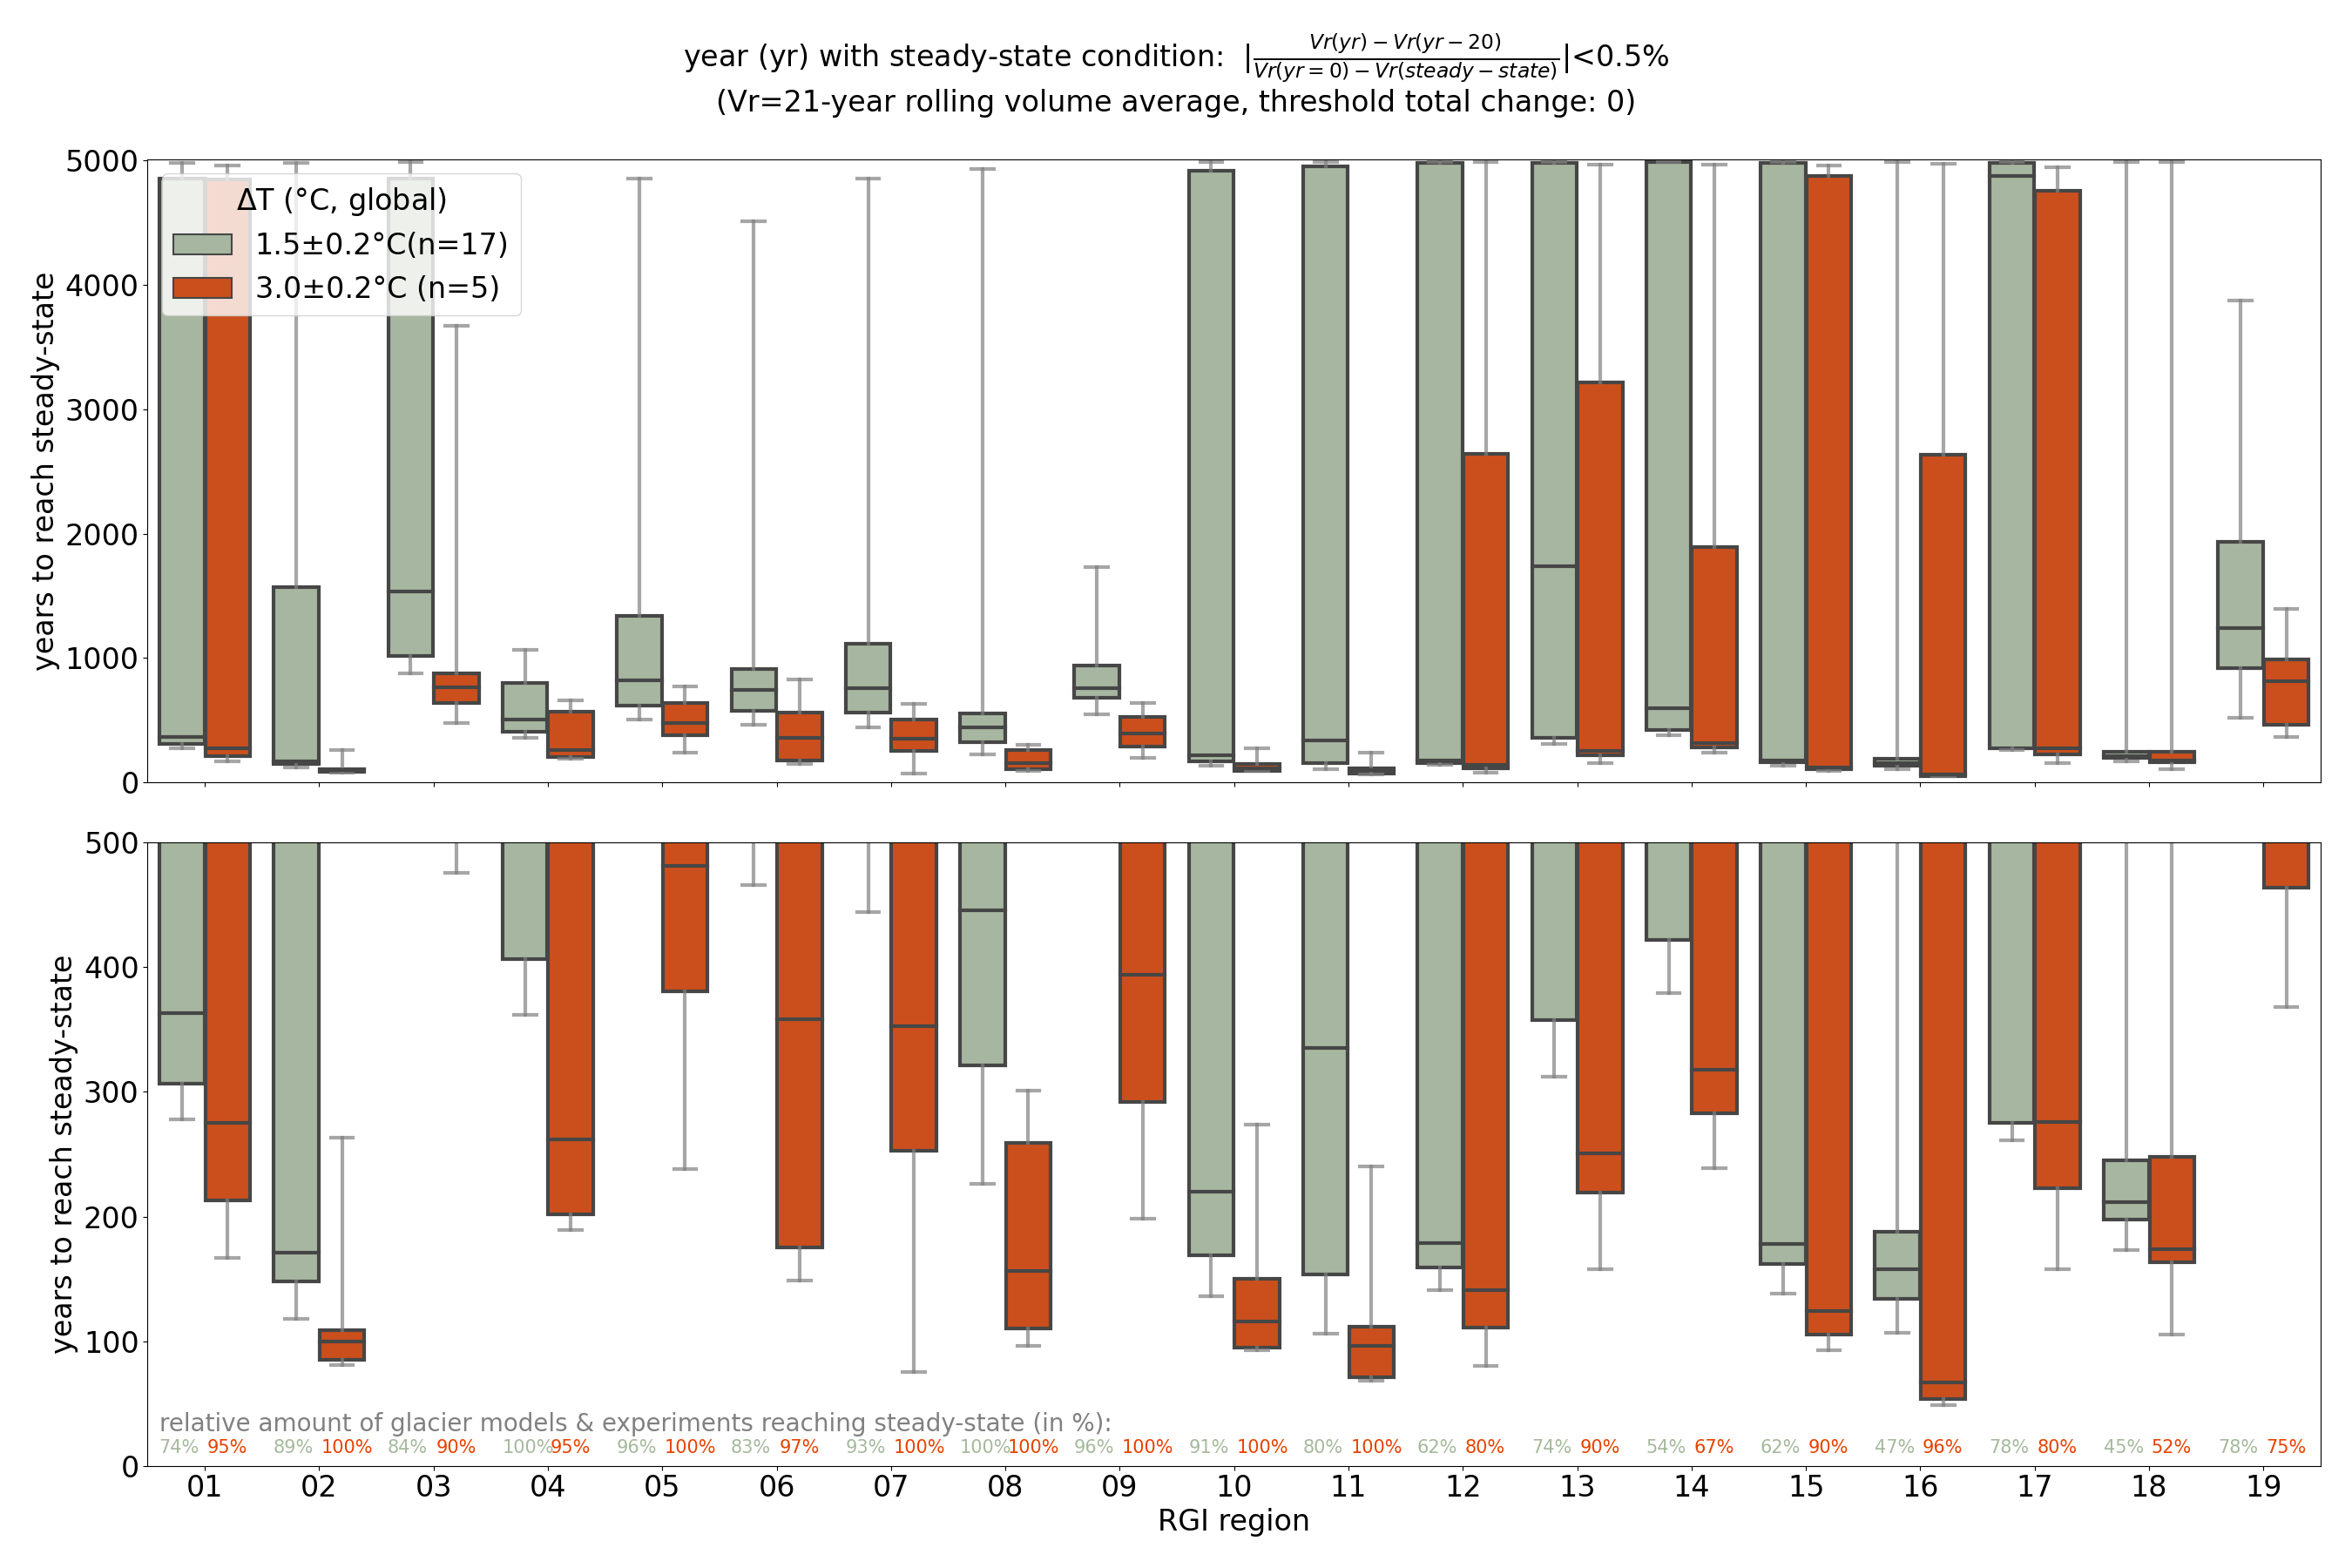 year (yr) with steady-state condition: |Vr(yr) − Vr(yr − 20) / Vr(yr = 0) − Vr(steady − state)|<0.5%
(Vr=21-year rolling volume average, threshold total change: 0)
years to reach steady-state
5000
4000
3000
2000
1000
0
ΔT (°C, global)
1.5±0.2°C(n=17)
3.0±0.2°C (n=5)
years to reach steady-state
500
400
300
200
100
0
relative amount of glacier models & experiments reaching steady-state (in %):
74% 95% 89% 100% 84% 90% 100% 95% 96% 100% 83% 97% 93% 100% 100% 100% 96% 100% 91% 100% 80% 100% 62% 80% 74% 90% 54% 67% 62% 90% 47% 96% 78% 80% 45% 52% 78% 75%
01 02 03 04 05 06 07 08 09 10 11 12 13 14 15 16 17 18 19
RGI region